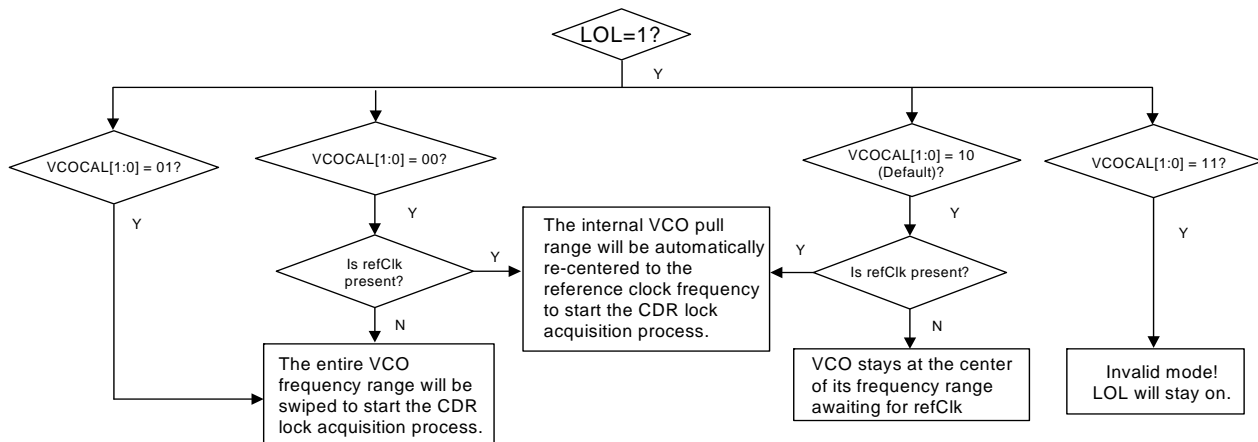 LOL=1?
Y
VCOCAL[1:0] = 01?
VCOCAL[1:0] = 00?
VCOCAL[1:0] = 10
(Default)?
VCOCAL[1:0] = 11?
Y
Y
Y
Y
Is refClk
present?
Y
The internal VCO pull
range will be automatically
re-centered to the
reference clock frequency
to start the CDR lock
acquisition process.
Y
Is refClk present?
N
N
The entire VCO
frequency range will be
swiped to start the CDR
lock acquisition process.
VCO stays at the center
of its frequency range
awaiting for refClk
Invalid mode!
LOL will stay on.